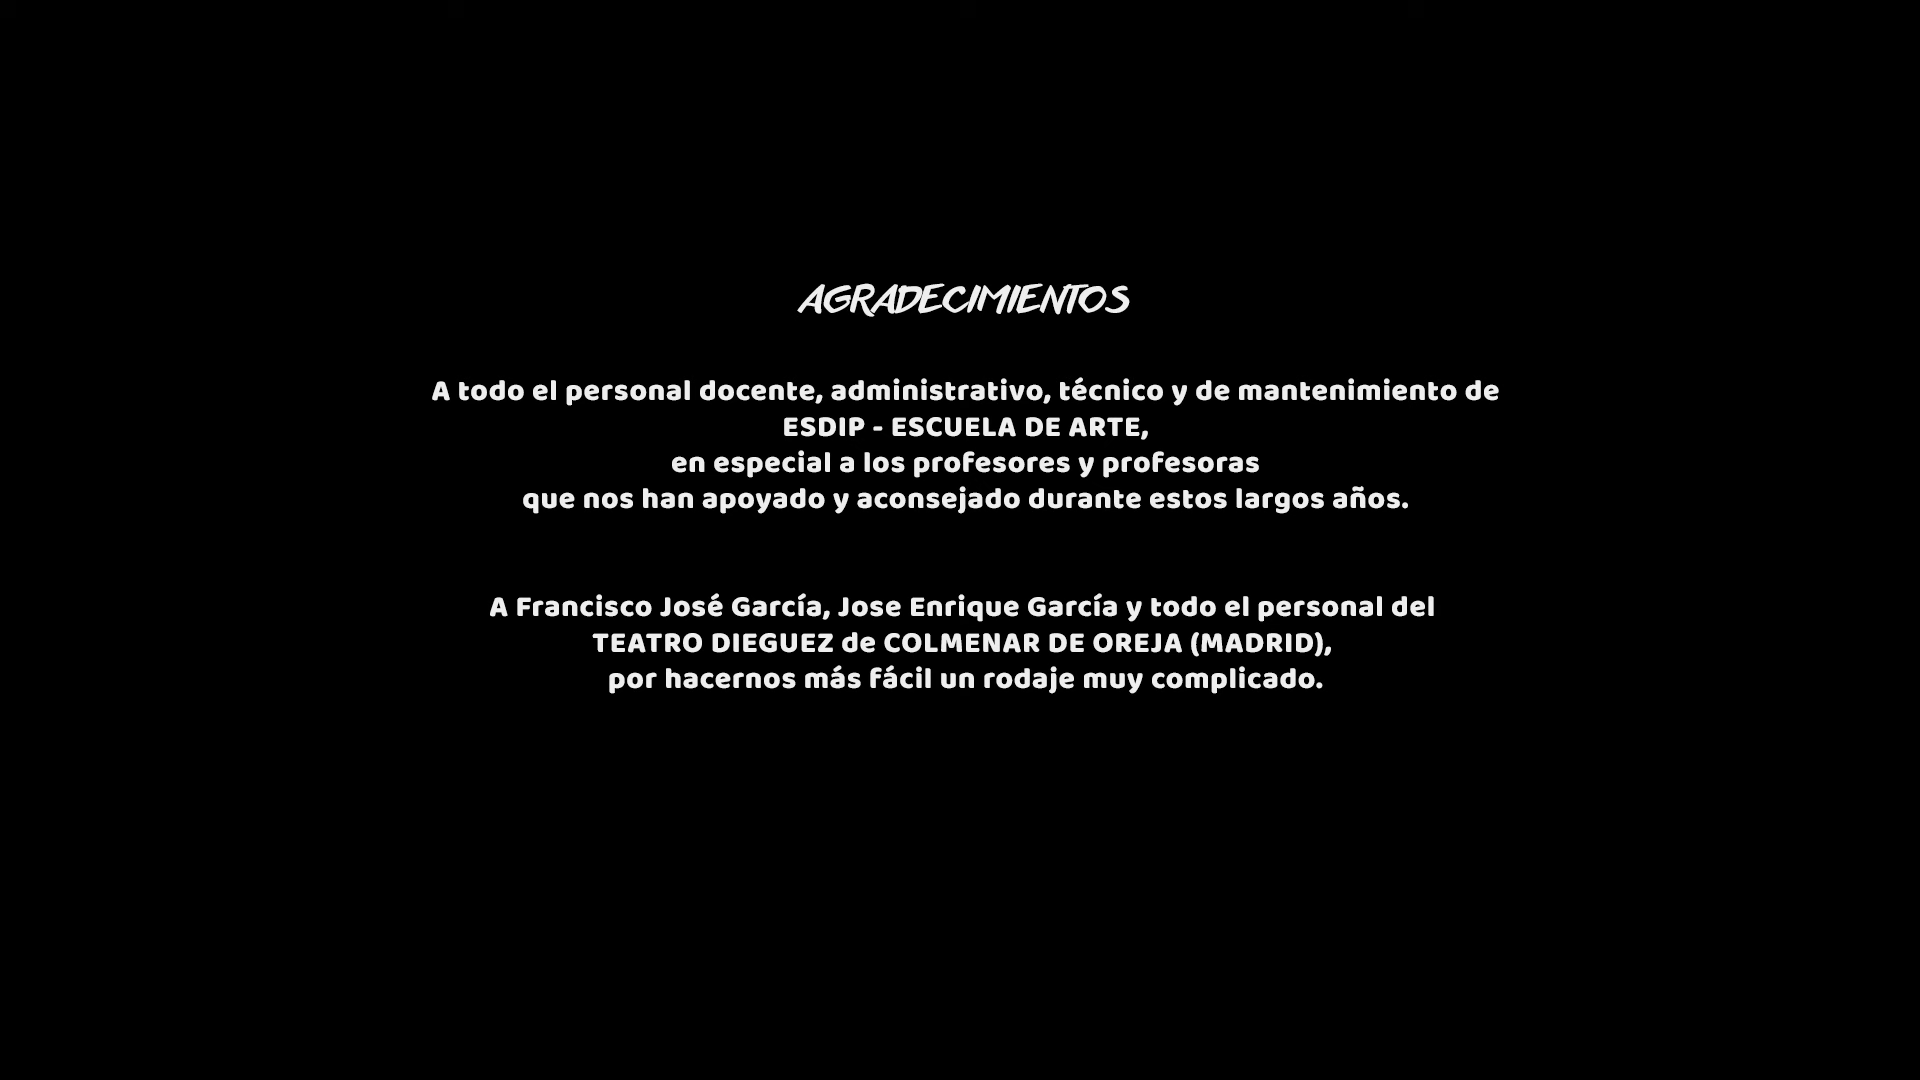 AGRADECIMIENTOS
A todo el personal docente, administrativo, técnico y de mantenimiento de
ESDIP - ESCUELA DE ARTE,
en especial a los profesores y profesoras
que nos han apoyado y aconsejado durante estos largos años.
A Francisco José García, Jose Enrique García y todo el personal del
TEATRO DIEGUEZ de COLMENAR DE OREJA (MADRID),
por hacernos más fácil un rodaje muy complicado.